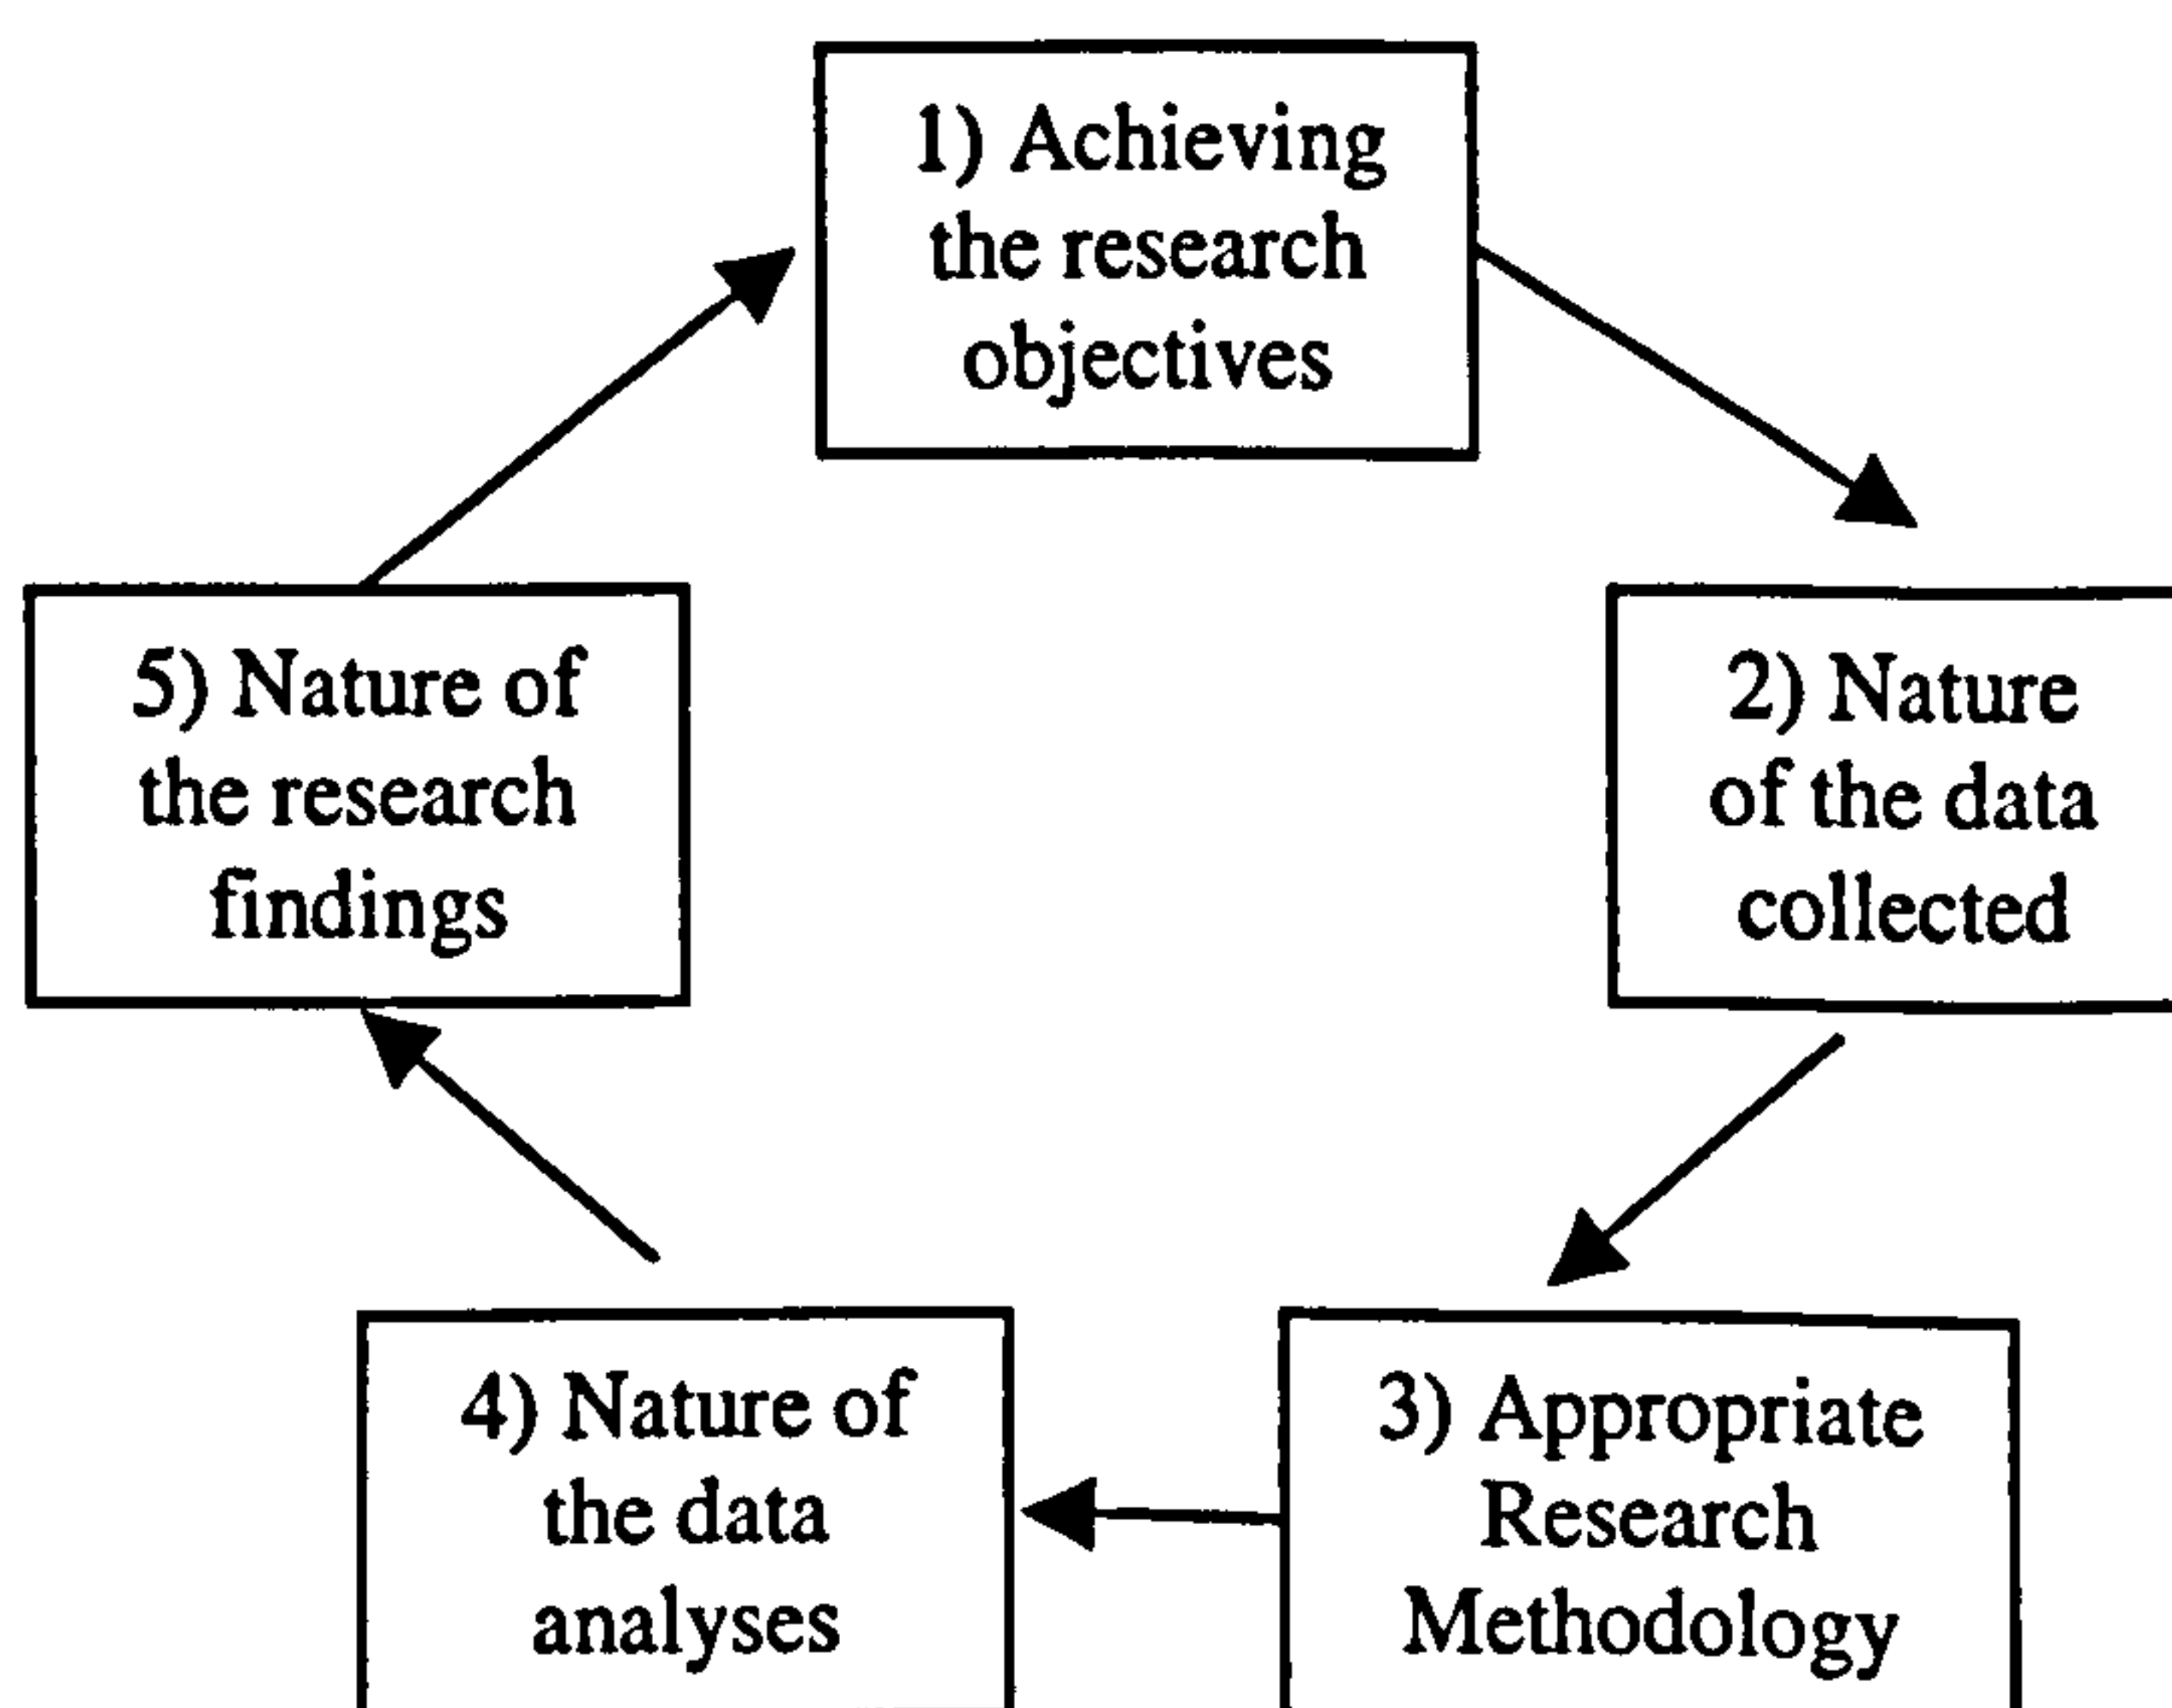 1) Achieving
the research
objectives
2) Nature
of the data
collected
3) Appropriate
Research
Methodology
4) Nature of
the data
analyses
5) Nature of
the research
findings